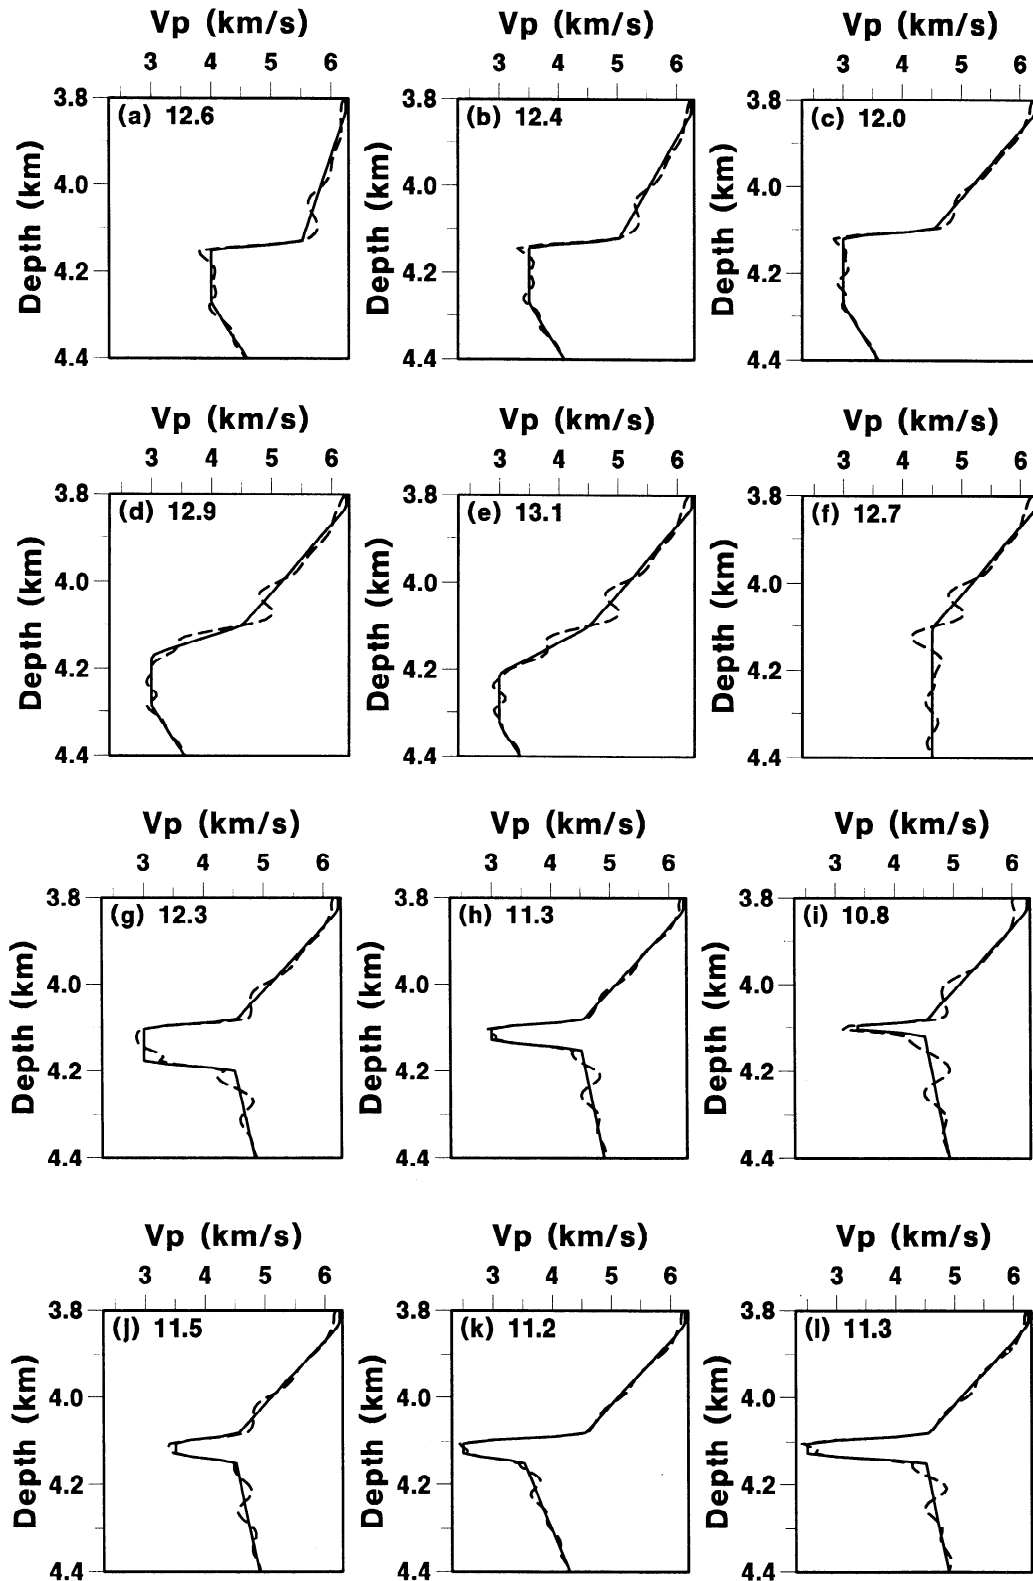 Vp (km/s) Vp (km/s) Vp (km/s)
3 4 5 6 3 4 5 6 3 4 5 6
3.8 3.8 3.8
(a) 12.6 (b) 12.4 (c) 12.0
Depth (km) Depth (km) Depth (km)
4.0 4.0 4.0
4.2 4.2 4.2
4.4 4.4 4.4
Vp (km/s) Vp (km/s) Vp (km/s)
3 4 5 6 3 4 5 6 3 4 5 6
3.8 3.8 3.8
(d) 12.9 (e) 13.1 (f) 12.7
Depth (km) Depth (km) Depth (km)
4.0 4.0 4.0
4.2 4.2 4.2
4.4 4.4 4.4
Vp (km/s) Vp (km/s) Vp (km/s)
3 4 5 6 3 4 5 6 3 4 5 6
3.8 3.8 3.8
(g) 12.3 (h) 11.3 (i) 10.8
Depth (km) Depth (km) Depth (km)
4.0 4.0 4.0
4.2 4.2 4.2
4.4 4.4 4.4
Vp (km/s) Vp (km/s) Vp (km/s)
3 4 5 6 3 4 5 6 3 4 5 6
3.8 3.8 3.8
(j) 11.5 (k) 11.2 (l) 11.3
Depth (km) Depth (km) Depth (km)
4.0 4.0 4.0
4.2 4.2 4.2
4.4 4.4 4.4